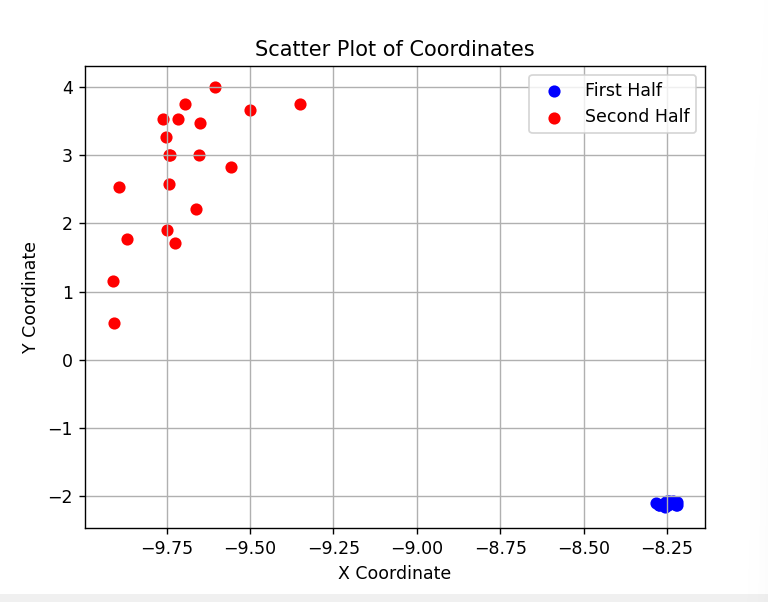 Scatter Plot of Coordinates
First Half
Second Half
4
3
2
1
0
−1
−2
Y Coordinate
−9.75 −9.50 −9.25 −9.00 −8.75 −8.50 −8.25
X Coordinate